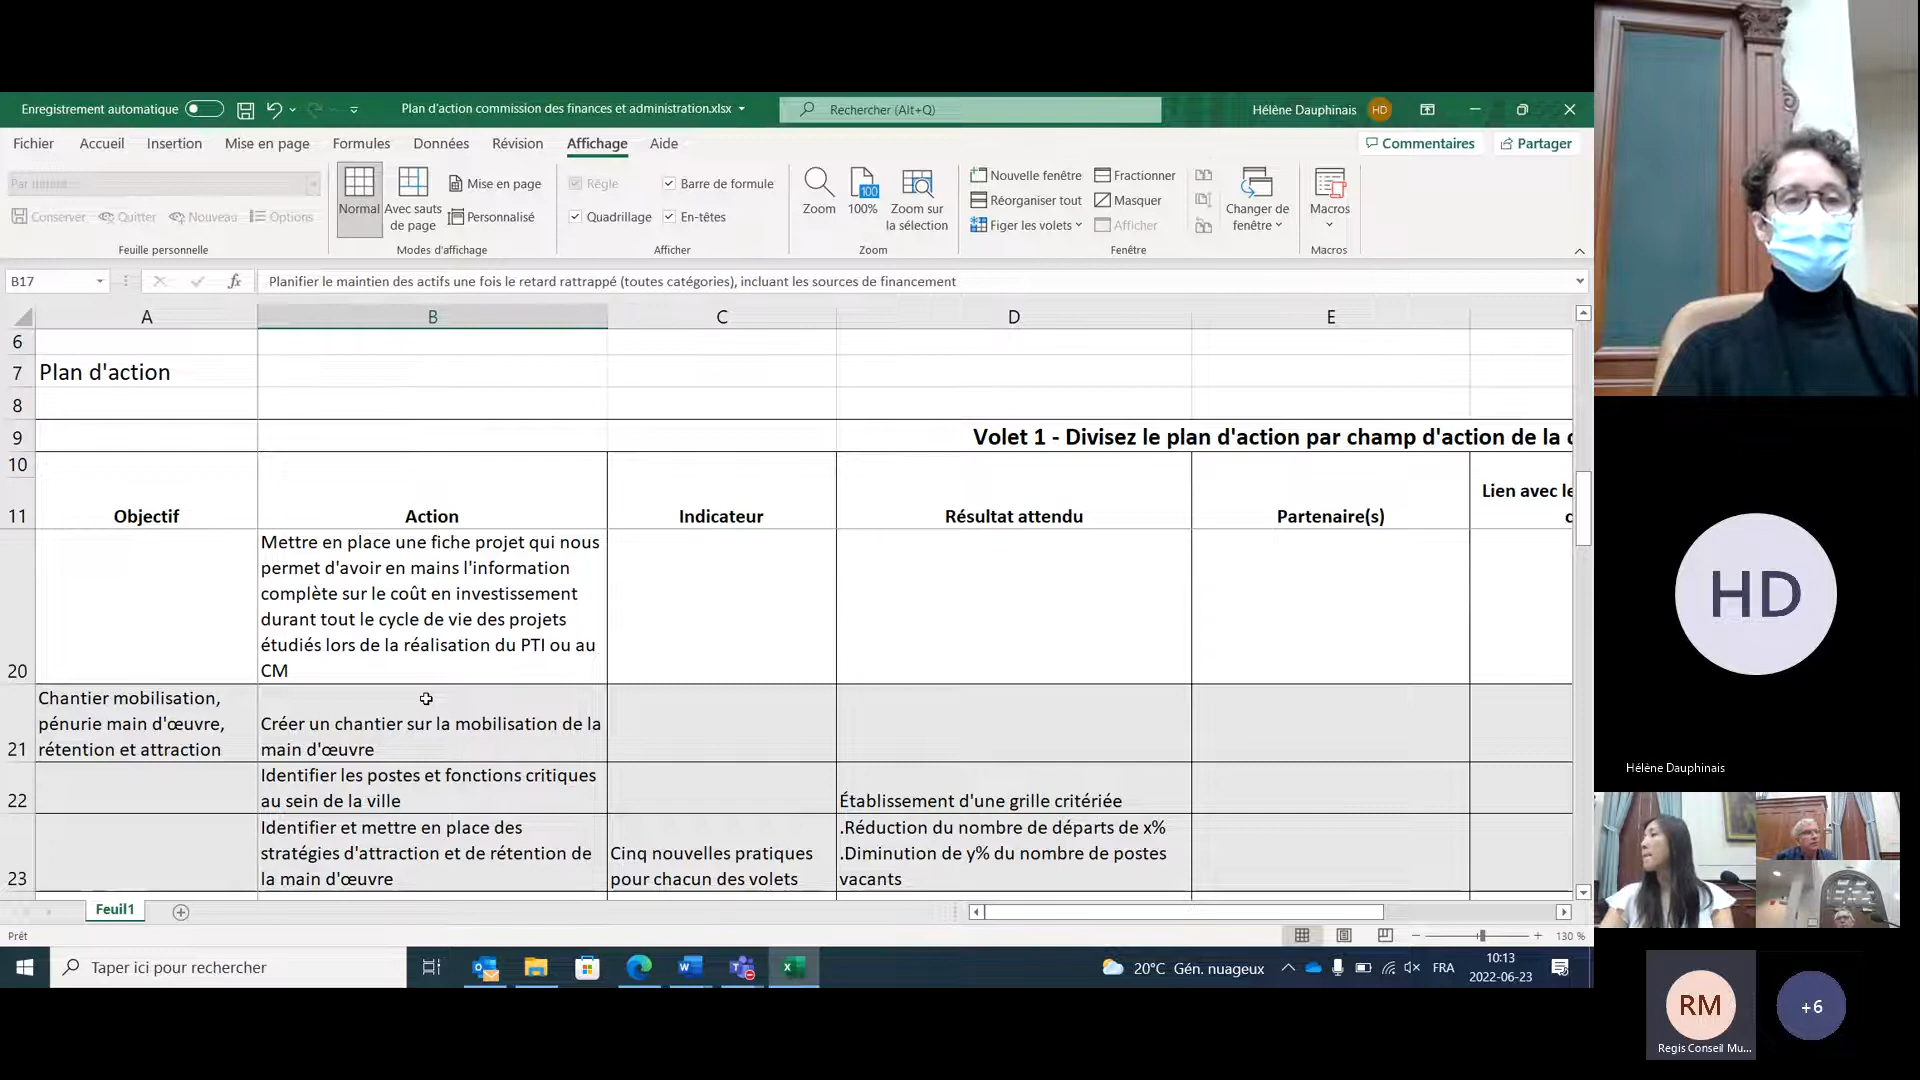 Enregistrement automatique
Plan d'action commission des finances et administration.xlsx
Rechercher (Alt+Q)
Hélène Dauphinais
HD
Fichier
Accueil
Insertion
Mise en page
Formules
Données
Révision
Affichage
Aide
Commentaires
Partager
Conserver
Quitter
Nouveau
Options
Feuille personnelle
Normal
Avec sauts
de page
Mise en page
Personnalisé
Modes d'affichage
Règle
Barre de formule
Quadrillage
En-têtes
Afficher
Zoom
100
100%
Zoom sur
la sélection
Zoom
Nouvelle fenêtre
Réorganiser tout
Figer les volets
Fractionner
Masquer
Afficher
Changer de
fenêtre
Fenêtre
Macros
Macros
B17
fx
Planifier le maintien des actifs une fois le retard rattrappé (toutes catégories), incluant les sources de financement
A
B
C
D
E
6
7
Plan d'action
8
9
Volet 1 - Divisez le plan d'action par champ d'action de la
10
11
Objectif
Action
Indicateur
Résultat attendu
Partenaire(s)
Lien avec le
20
Mettre en place une fiche projet qui nous
permet d'avoir en mains l'information
complète sur le coût en investissement
durant tout le cycle de vie des projets
étudiés lors de la réalisation du PTI ou au
CM
21
Chantier mobilisation,
pénurie main d'œuvre,
rétention et attraction
Créer un chantier sur la mobilisation de la
main d'œuvre
22
Identifier les postes et fonctions critiques
au sein de la ville
Établissement d'une grille critériée
23
Identifier et mettre en place des
stratégies d'attraction et de rétention de
la main d'œuvre
Cinq nouvelles pratiques
pour chacun des volets
.Réduction du nombre de départs de x%
.Diminution de y% du nombre de postes
vacants
Feuil1
Prêt
130 %
Taper ici pour rechercher
20°C Gén. nuageux
FRA
10:13
2022-06-23
HD
Hélène Dauphinais
RM
Regis Conseil Mu...
+6